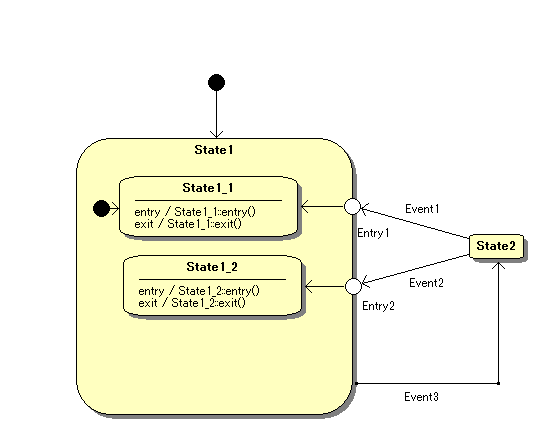 State1
State1_1
entry / State1_1::entry()
exit / State1_1::exit()
Event1
Entry1
State2
State1_2
entry / State1_2::entry()
exit / State1_2::exit()
Event2
Entry2
Event3